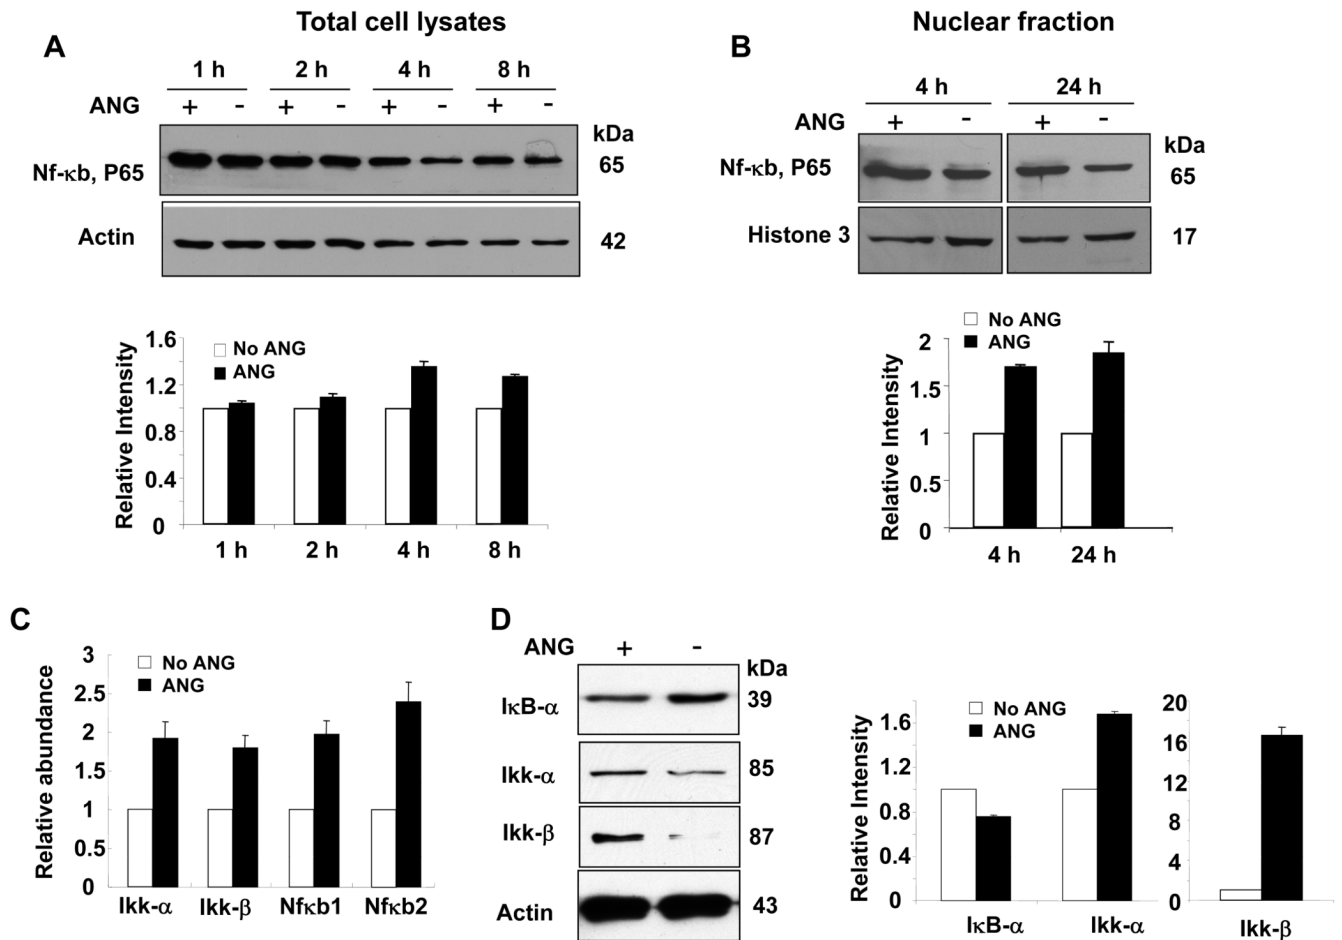 Total cell lysates
A
1 h 2 h 4 h 8 h
ANG + - + - + - + -
kDa
Nf-κb, P65 65
Actin 42
1.6
1.2
0.8
0.4
0
Relative Intensity
No ANG
ANG
1 h 2 h 4 h 8 h
Nuclear fraction
B
4 h 24 h
ANG + - + -
kDa
Nf-κb, P65 65
Histone 3 17
2
1.5
1
0.5
0
Relative Intensity
No ANG
ANG
4 h 24 h
C
3
2.5
2
1.5
1
0.5
0
Relative abundance
No ANG
ANG
Ikk-α Ikk-β Nfκb1 Nfκb2
D
ANG + -
kDa
IκB-α 39
Ikk-α 85
Ikk-β 87
Actin 43
1.6
1.2
0.8
0.4
0
Relative Intensity
No ANG
ANG
IκB-α Ikk-α
20
16
12
8
4
0
Ikk-β